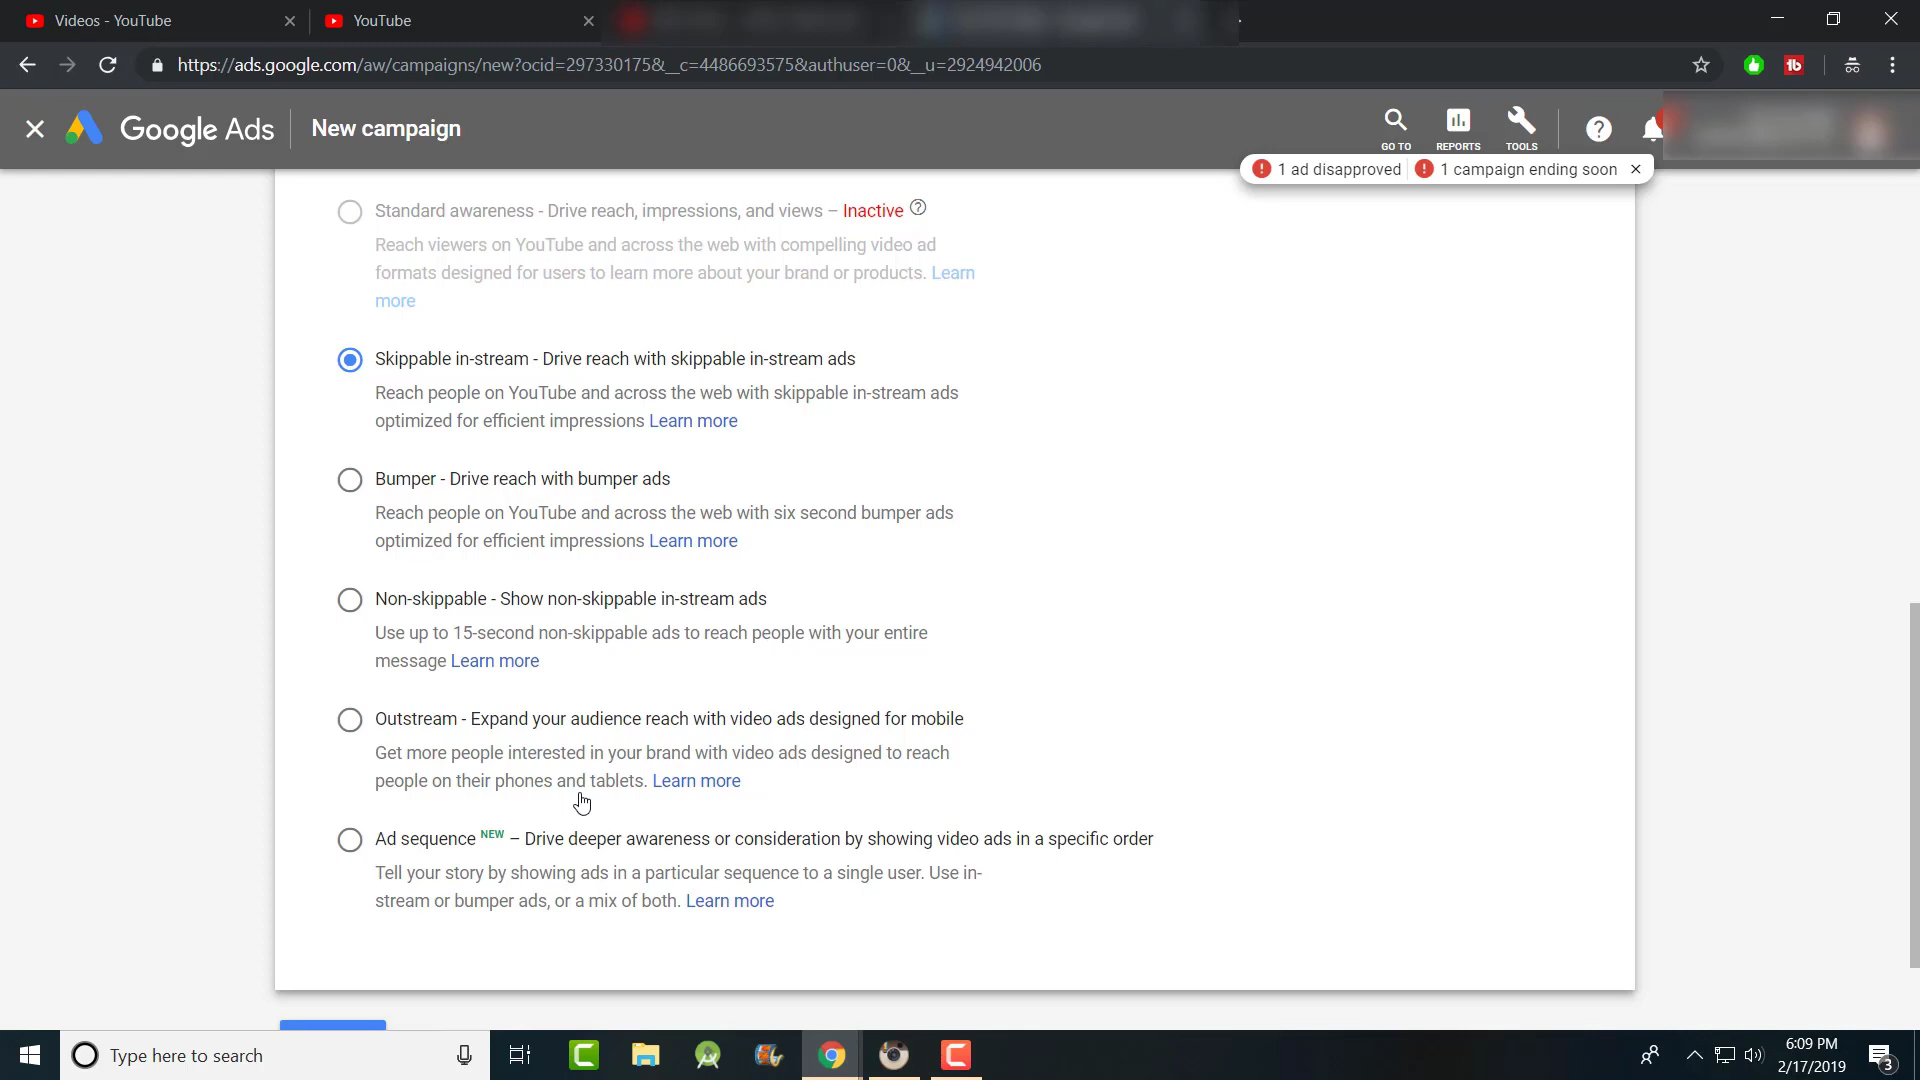 Videos - YouTube
YouTube
https://ads.google.com/aw/campaigns/new?ocid=297330175&__c=4486693575&authuser=0&__u=2924942006
Google Ads
New campaign
GO TO
REPORTS
TOOLS
1 ad disapproved
1 campaign ending soon
Standard awareness - Drive reach, impressions, and views – Inactive
Reach viewers on YouTube and across the web with compelling video ad
formats designed for users to learn more about your brand or products. Learn
more
Skippable in-stream - Drive reach with skippable in-stream ads
Reach people on YouTube and across the web with skippable in-stream ads
optimized for efficient impressions Learn more
Bumper - Drive reach with bumper ads
Reach people on YouTube and across the web with six second bumper ads
optimized for efficient impressions Learn more
Non-skippable - Show non-skippable in-stream ads
Use up to 15-second non-skippable ads to reach people with your entire
message Learn more
Outstream - Expand your audience reach with video ads designed for mobile
Get more people interested in your brand with video ads designed to reach
people on their phones and tablets. Learn more
Ad sequence NEW – Drive deeper awareness or consideration by showing video ads in a specific order
Tell your story by showing ads in a particular sequence to a single user. Use in-
stream or bumper ads, or a mix of both. Learn more
Type here to search
6:09 PM
2/17/2019
3